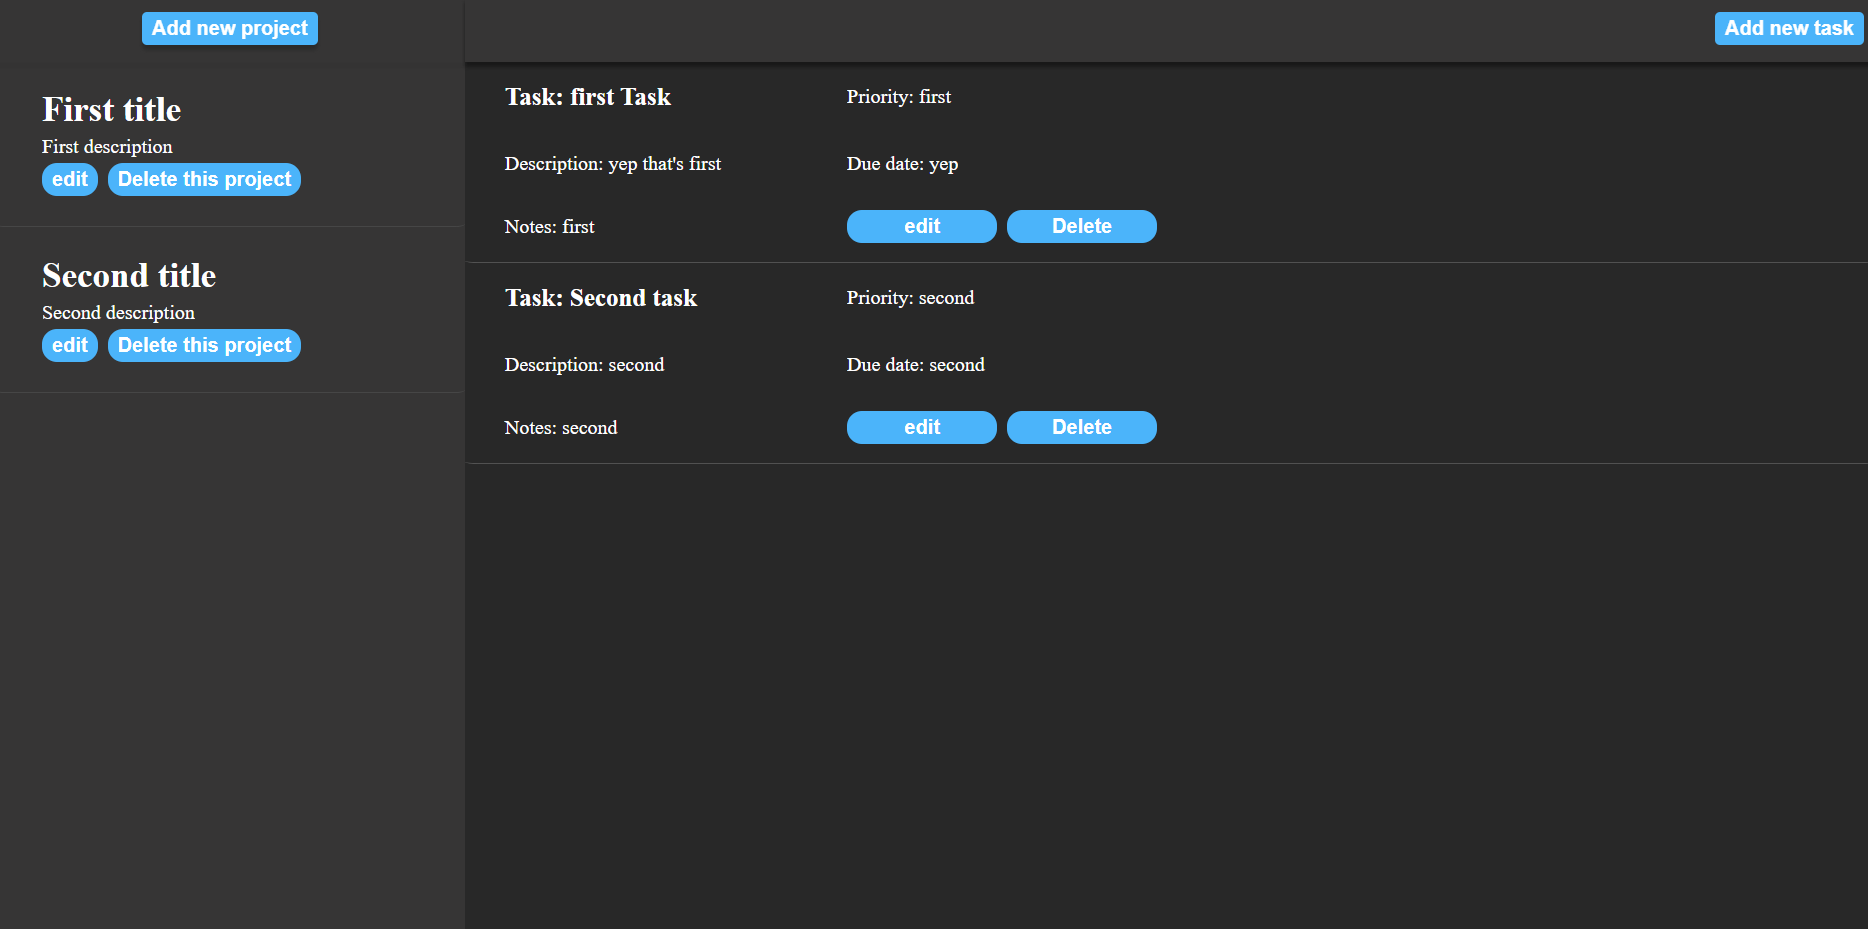 Add new project
Add new task
First title
First description
edit Delete this project
Second title
Second description
edit Delete this project
Task: first Task Priority: first
Description: yep that's first Due date: yep
Notes: first edit Delete
Task: Second task Priority: second
Description: second Due date: second
Notes: second edit Delete